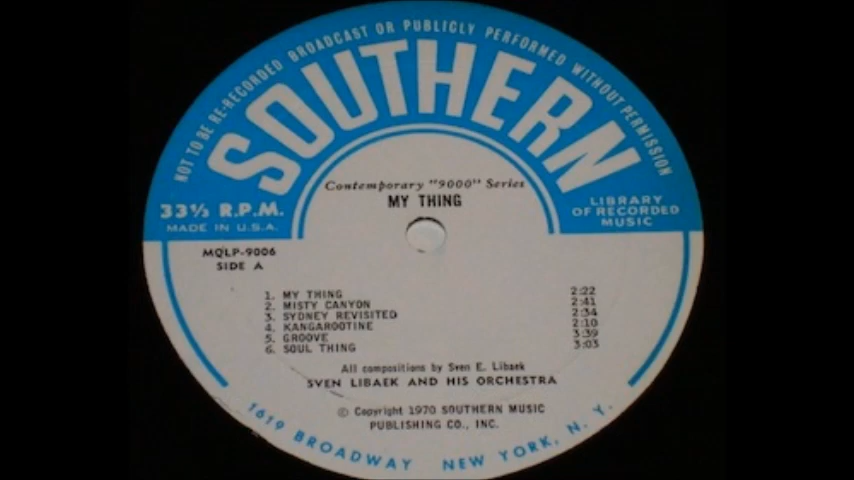 NOT TO BE RE-RECORDED BROADCAST OR PUBLICLY PERFORMED WITHOUT PERMISSION
SOUTHERN
Contemporary "9000" Series
MY THING
33⅓ R.P.M.
MADE IN U.S.A.
LIBRARY
OF RECORDED
MUSIC
MQLP-9006
SIDE A
1. MY THING 2:22
2. MISTY CANYON 2:41
3. SYDNEY REVISITED 2:34
4. KANGAROOTINE 2:10
5. GROOVE 3:39
6. SOUL THING 3:03
All compositions by Sven E. Libaek
SVEN LIBAEK AND HIS ORCHESTRA
© Copyright 1970 SOUTHERN MUSIC
PUBLISHING CO., INC.
1619 BROADWAY NEW YORK, N. Y.